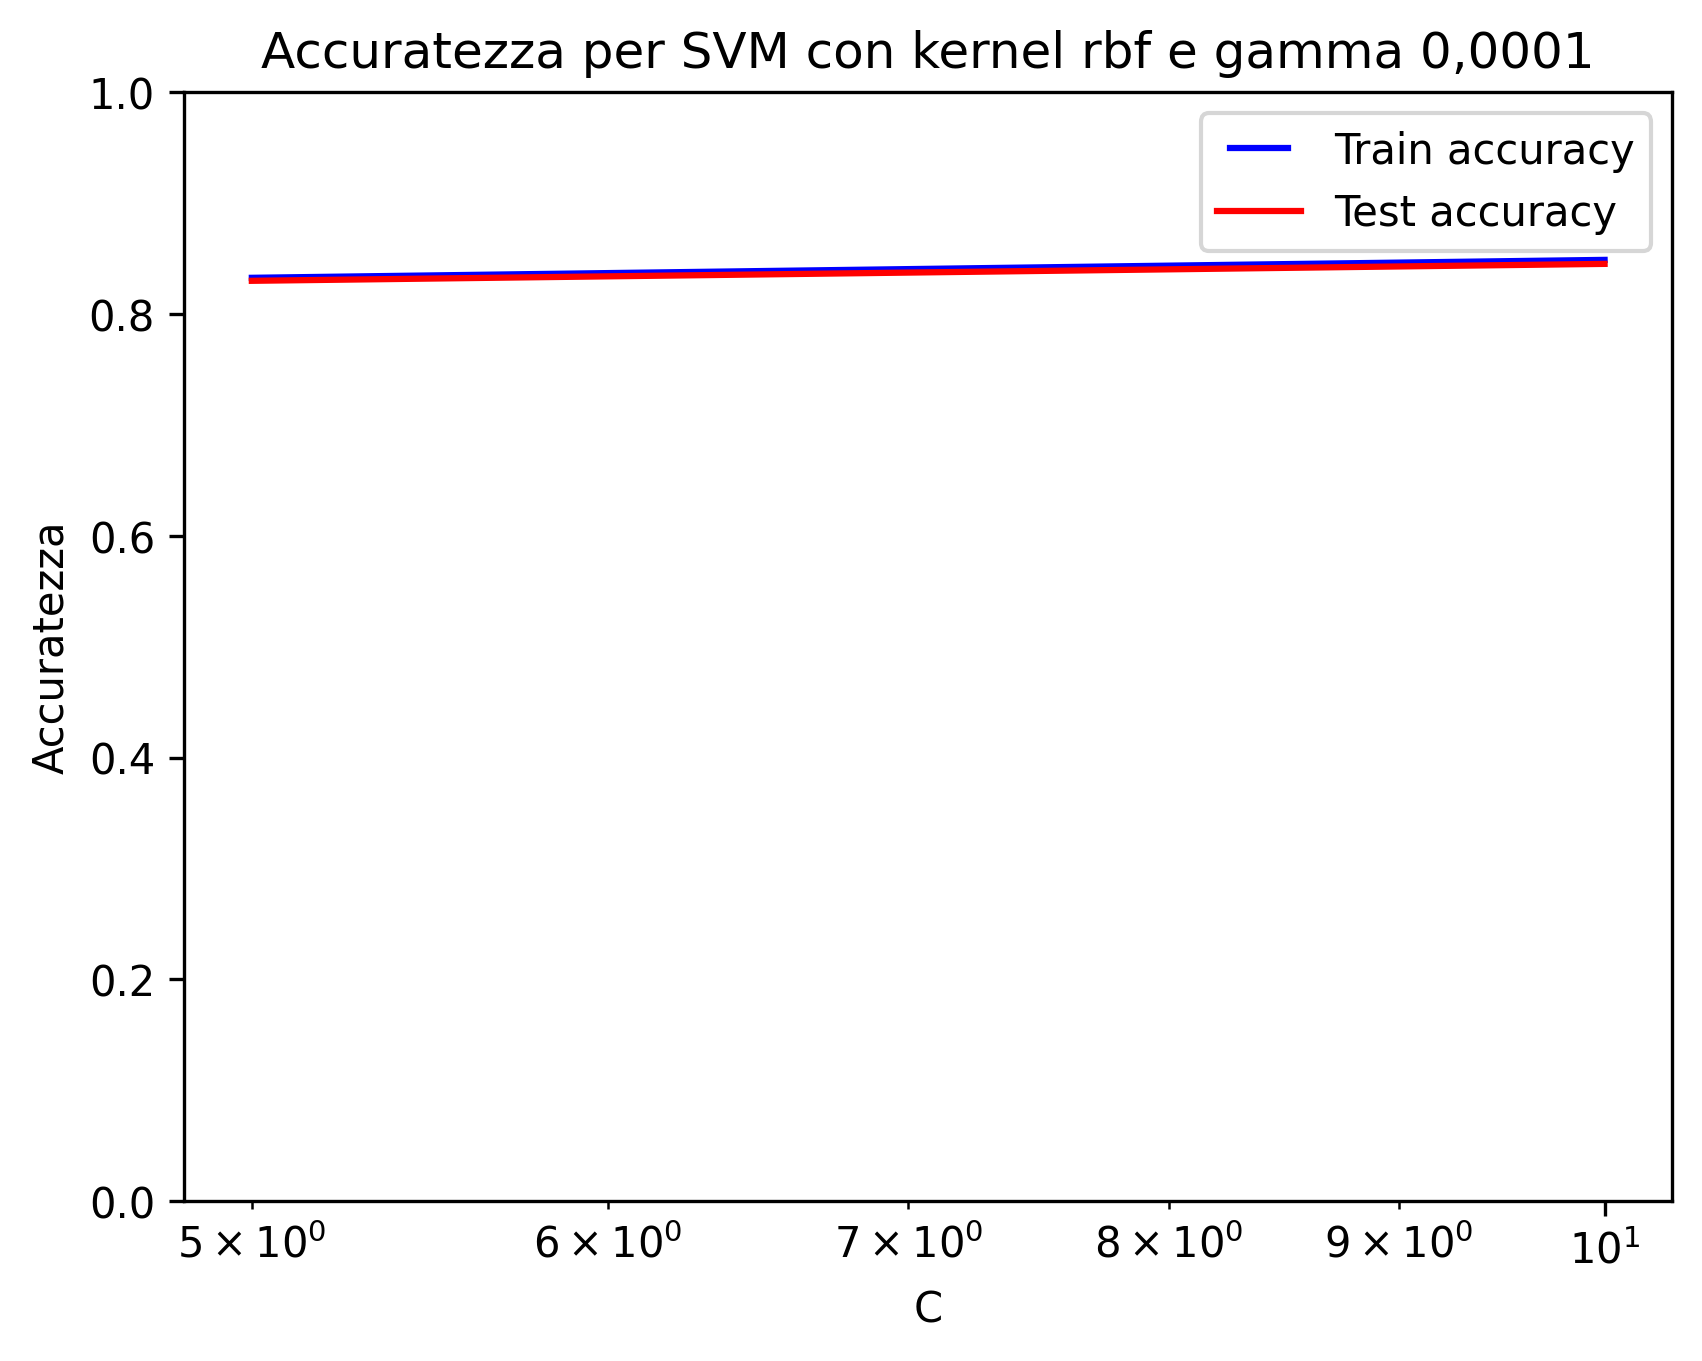 Accuratezza per SVM con kernel rbf e gamma 0,0001
1.0
0.8
0.6
0.4
0.2
0.0
Accuratezza
Train accuracy
Test accuracy
5 × 10⁰
6 × 10⁰
7 × 10⁰
8 × 10⁰
9 × 10⁰
10¹
C